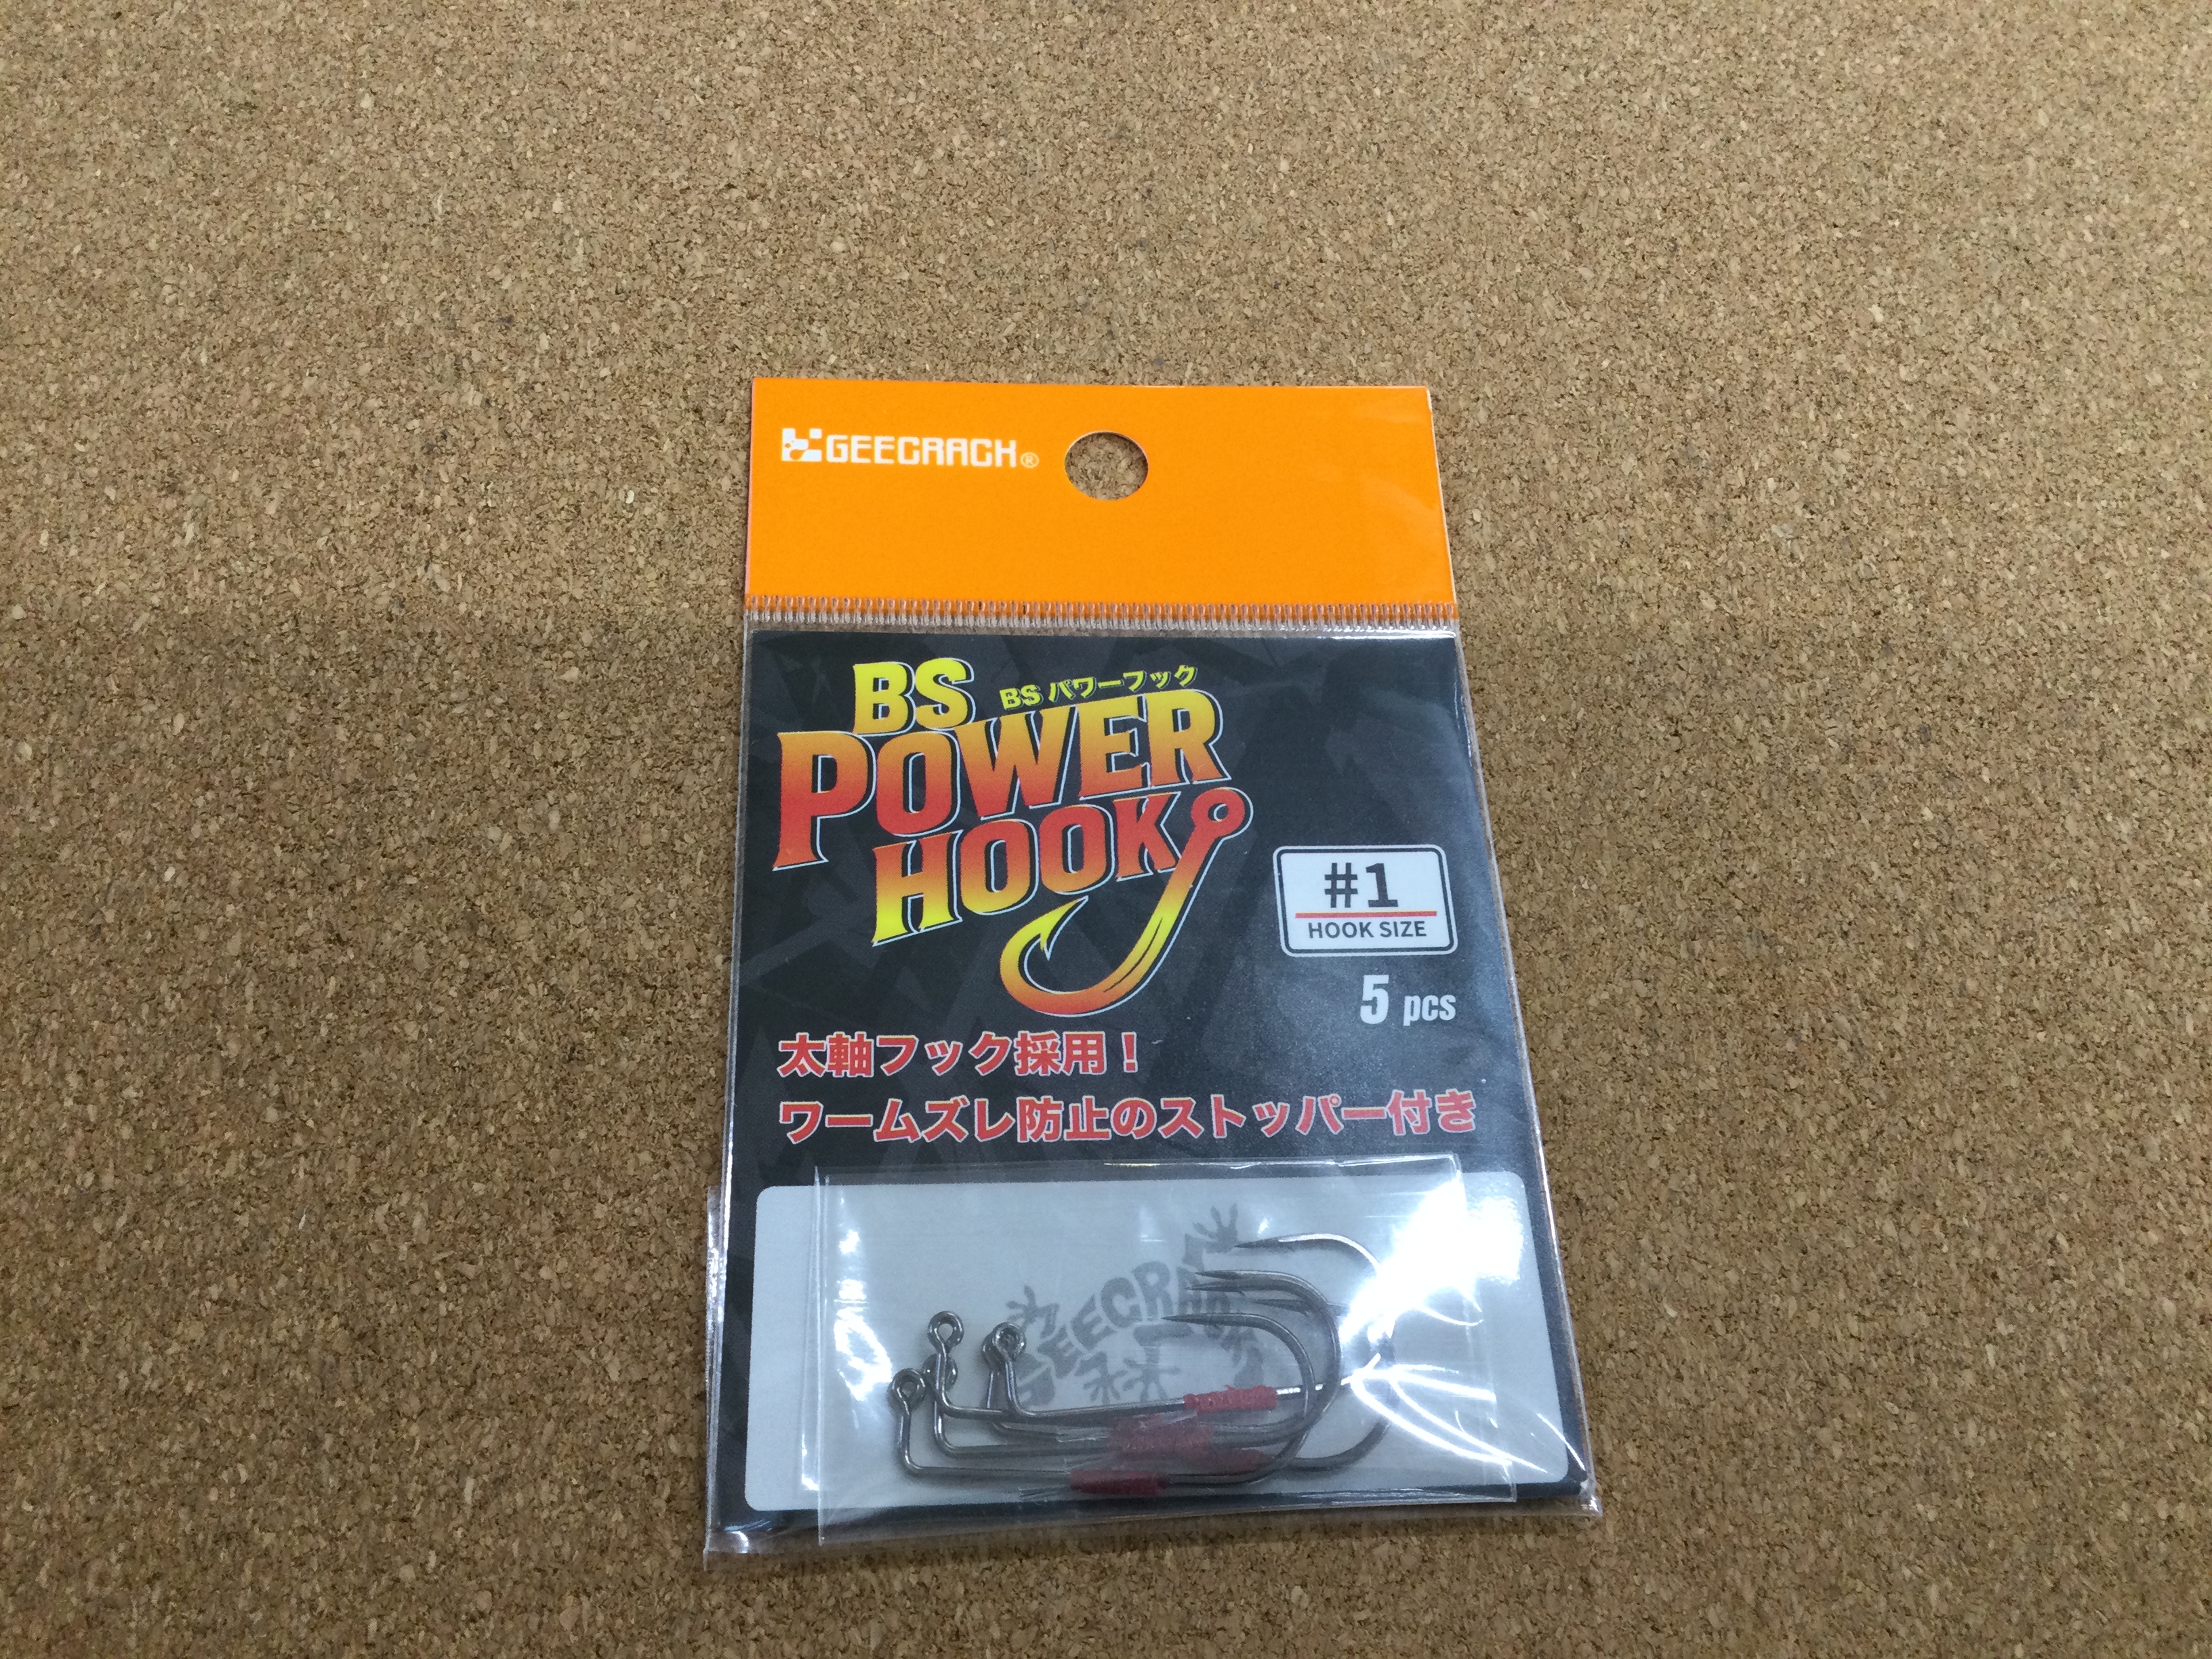 GEECRACK®
BS
BS パワーフック
POWER
HOOK
#1
HOOK SIZE
5 pcs
太軸フック採用！
ワームズレ防止のストッパー付き
GEECRACK